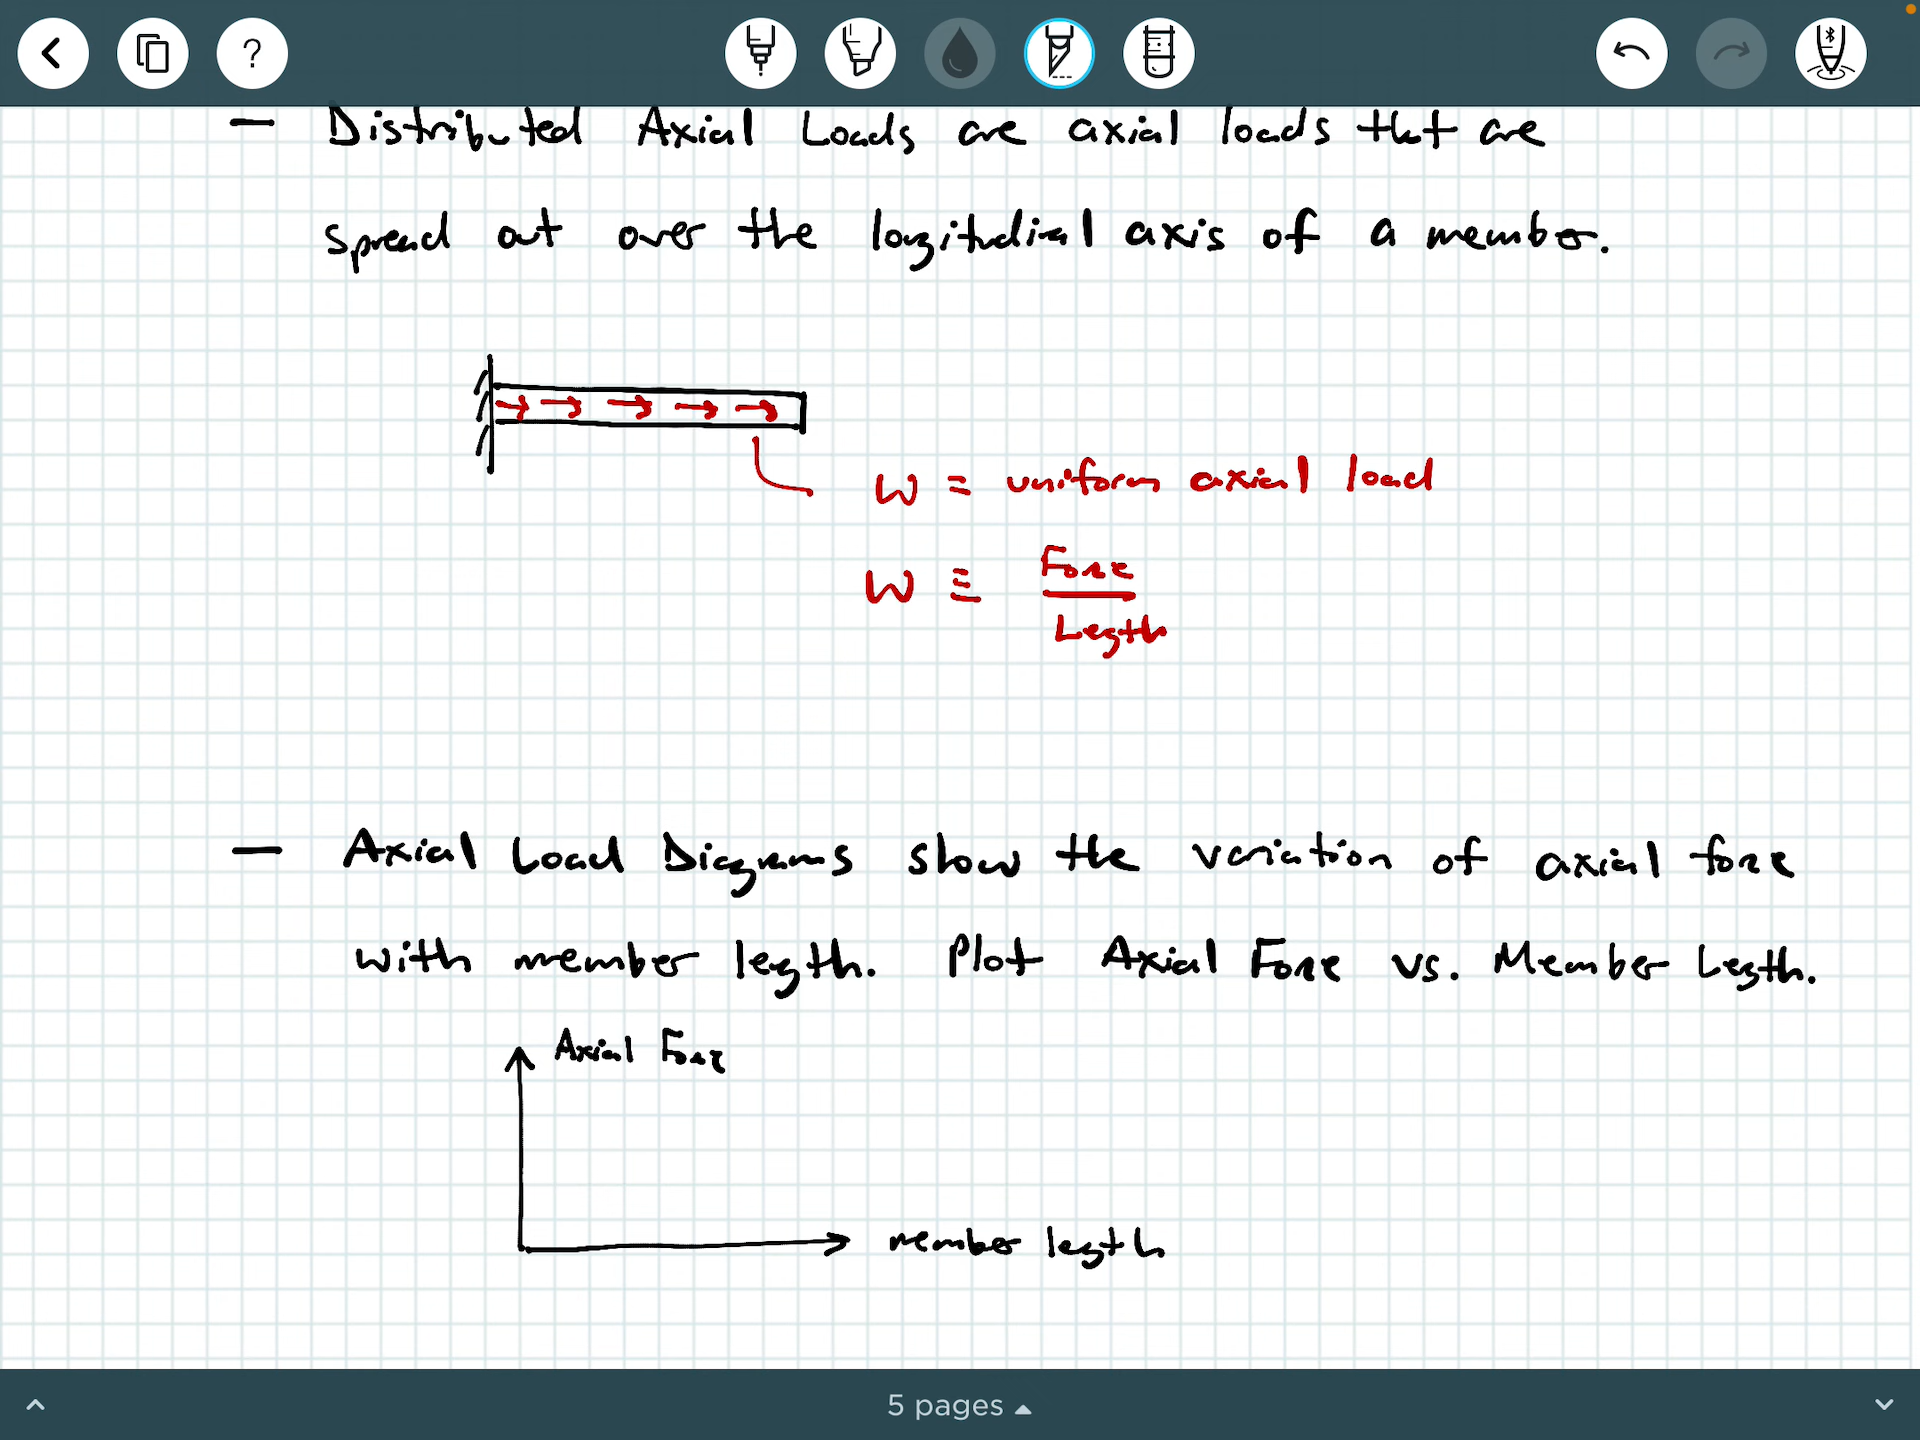 ?
— Distributed Axial Loads are axial loads that are
spread out over the longitudinal axis of a member.
w = uniform axial load
w ≡ Force
Length
— Axial Load Diagrams show the variation of axial force
with member length. Plot Axial Force vs. Member Length.
Axial Force
member length
5 pages